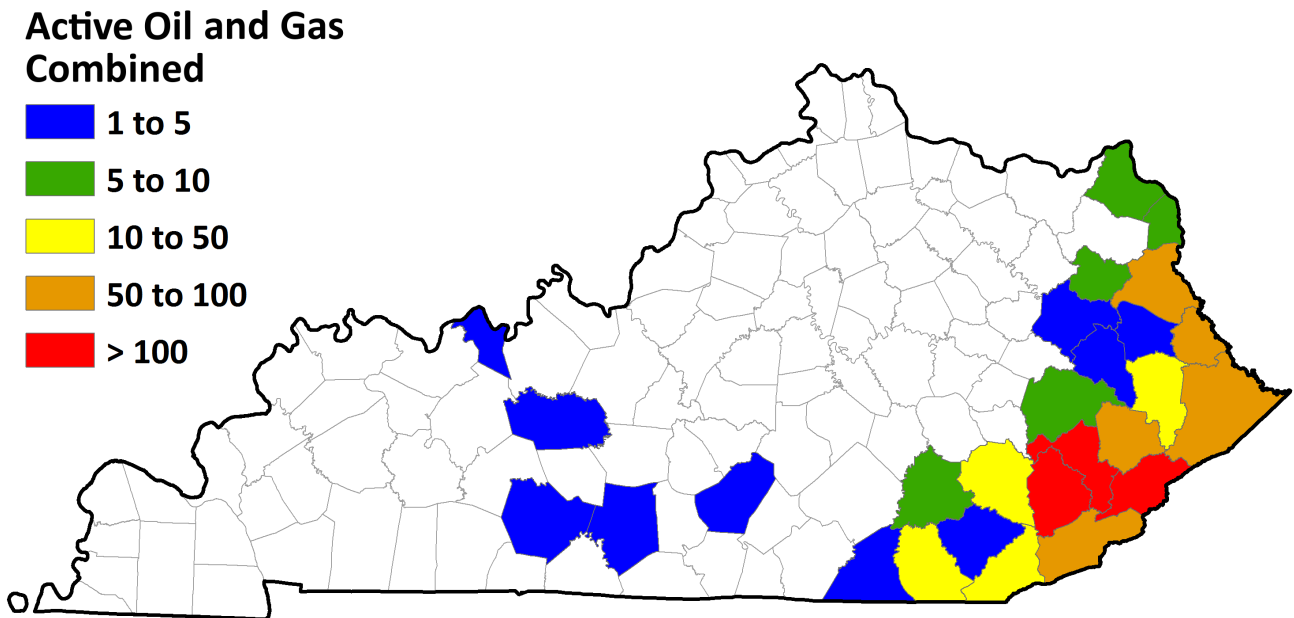 Active Oil and Gas
Combined
1 to 5
5 to 10
10 to 50
50 to 100
> 100